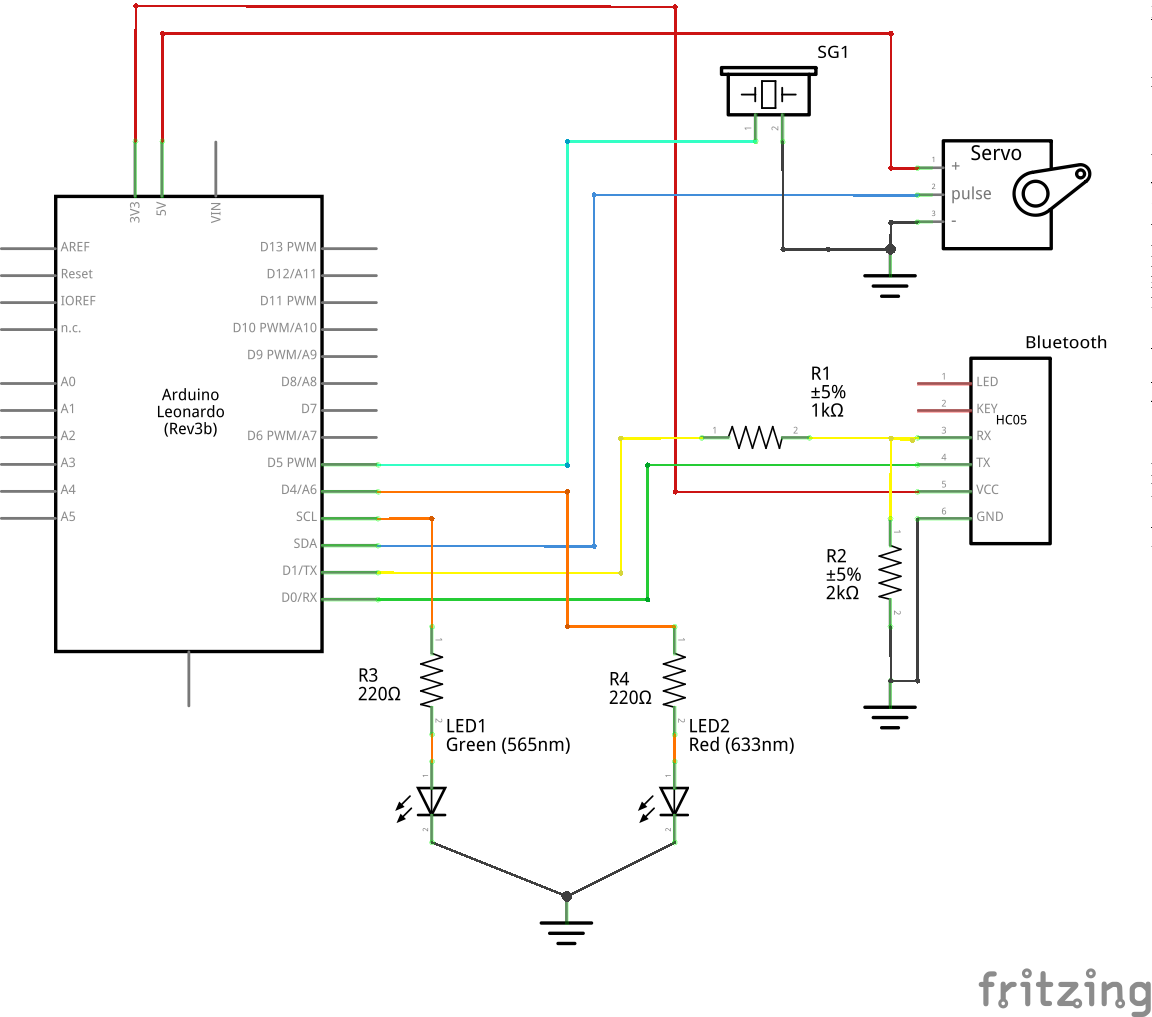 SG1
1
2
Servo
1
+
2
pulse
3
-
3V3
5V
VIN
AREF
Reset
IOREF
n.c.
A0
A1
A2
A3
A4
A5
Arduino
Leonardo
(Rev3b)
D13 PWM
D12/A11
D11 PWM
D10 PWM/A10
D9 PWM/A9
D8/A8
D7
D6 PWM/A7
D5 PWM
D4/A6
SCL
SDA
D1/TX
D0/RX
Bluetooth
1
LED
2
KEY
HC05
3
RX
4
TX
5
VCC
6
GND
R1
±5%
1kΩ
1
2
R2
±5%
2kΩ
1
2
R3
220Ω
1
2
R4
220Ω
1
2
LED1
Green (565nm)
1
2
LED2
Red (633nm)
1
2
fritzing